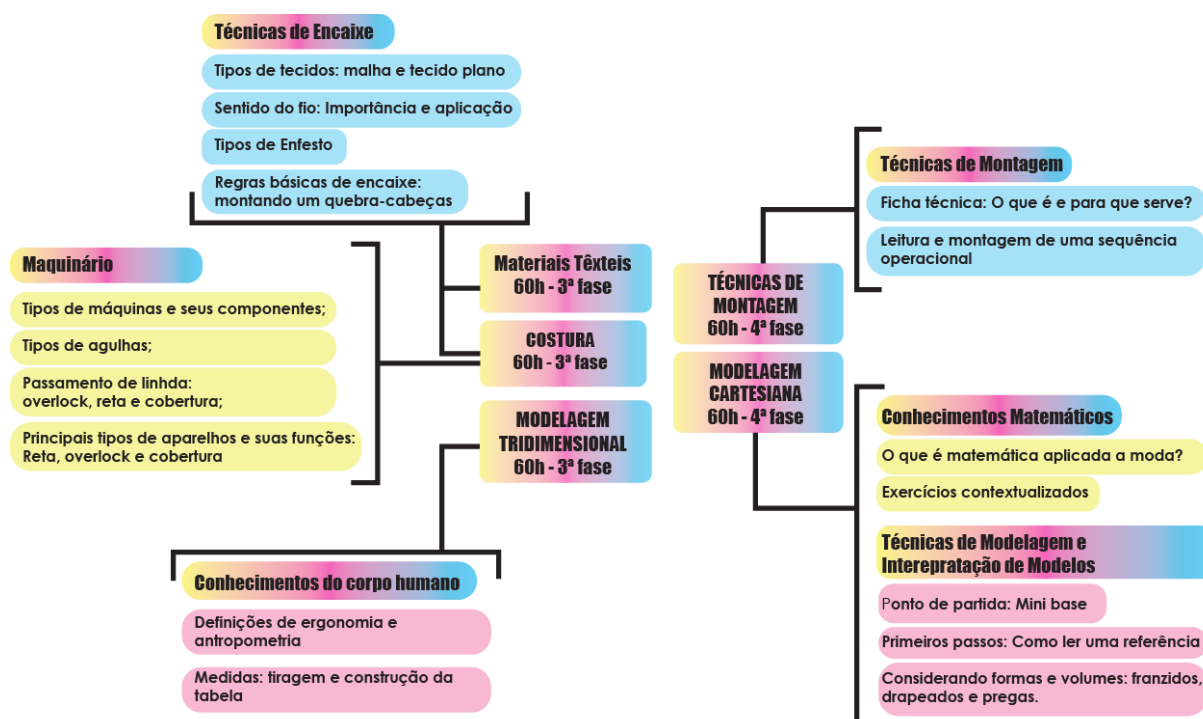 Técnicas de Encaixe
Tipos de tecidos: malha e tecido plano
Sentido do fio: Importância e aplicação
Tipos de Enfesto
Regras básicas de encaixe:
montando um quebra-cabeças
Maquinário
Tipos de máquinas e seus componentes;
Tipos de agulhas;
Passamento de linhda:
overlock, reta e cobertura;
Principais tipos de aparelhos e suas funções:
Reta, overlock e cobertura
Materiais Têxteis
60h - 3ª fase
COSTURA
60h - 3ª fase
MODELAGEM
TRIDIMENSIONAL
60h - 3ª fase
Conhecimentos do corpo humano
Definições de ergonomia e
antropometria
Medidas: tiragem e construção da
tabela
TÉCNICAS DE
MONTAGEM
60h - 4ª fase
MODELAGEM
CARTESIANA
60h - 4ª fase
Técnicas de Montagem
Ficha técnica: O que é e para que serve?
Leitura e montagem de uma sequência
operacional
Conhecimentos Matemáticos
O que é matemática aplicada a moda?
Exercícios contextualizados
Técnicas de Modelagem e
Interepratação de Modelos
Ponto de partida: Mini base
Primeiros passos: Como ler uma referência
Considerando formas e volumes: franzidos,
drapeados e pregas.